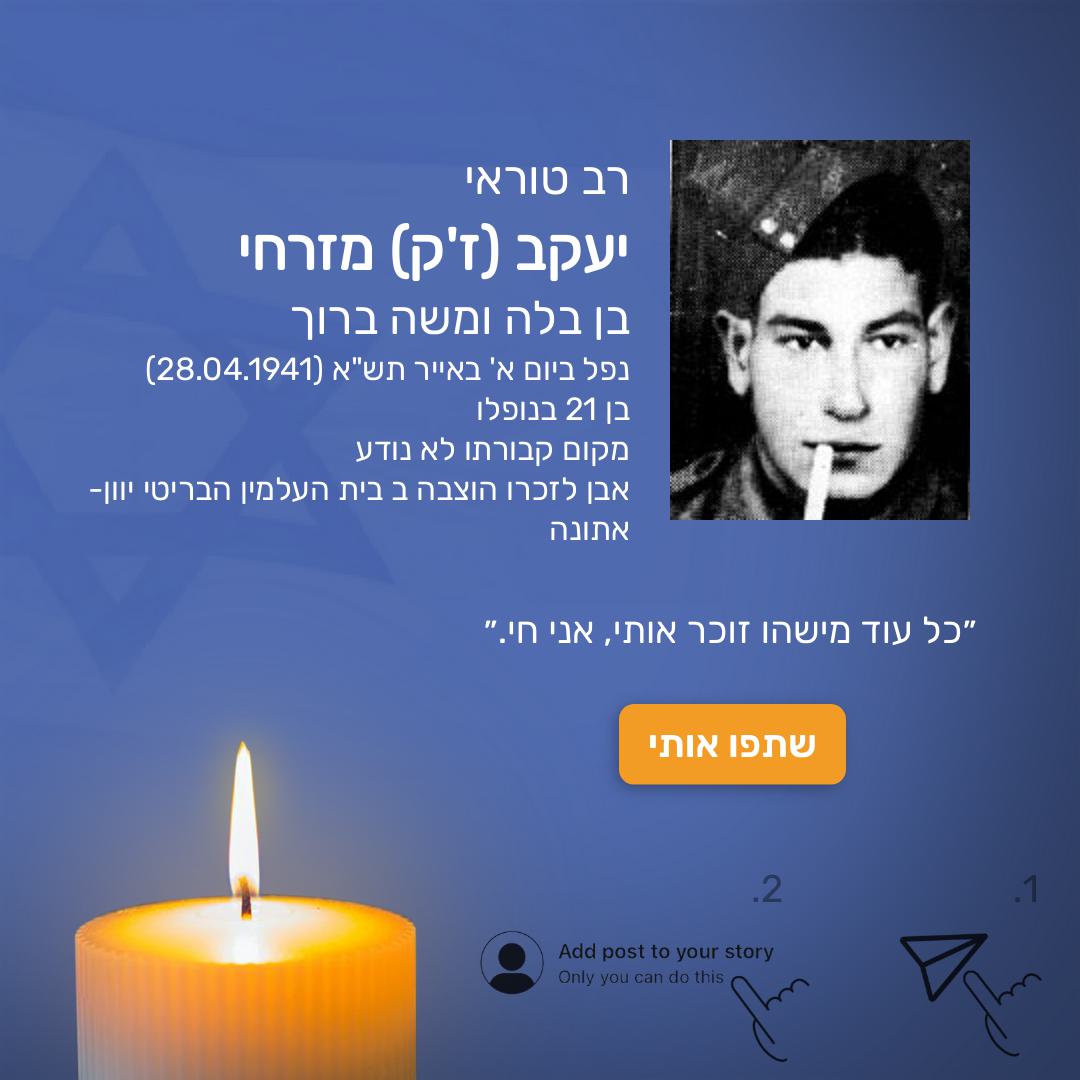 רב טוראי
יעקב (ז'ק) מזרחי
בן בלה ומשה ברוך
נפל ביום א' באייר תש"א (28.04.1941)
בן 21 בנופלו
מקום קבורתו לא נודע
אבן לזכרו הוצבה ב בית העלמין הבריטי יוון-
אתונה
״כל עוד מישהו זוכר אותי, אני חי.״
שתפו אותי
1.
2.
Add post to your story
Only you can do this